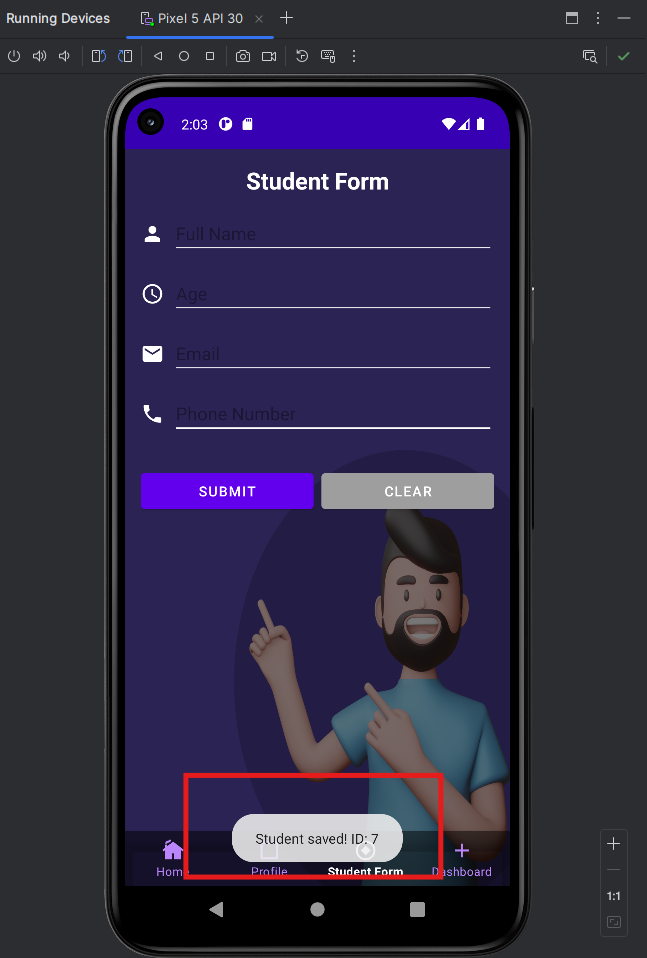 Running Devices
Pixel 5 API 30
2:03
Student Form
Full Name
Age
Email
Phone Number
SUBMIT
CLEAR
Student saved! ID: 7
Home
Profile
Student Form
Dashboard
1:1